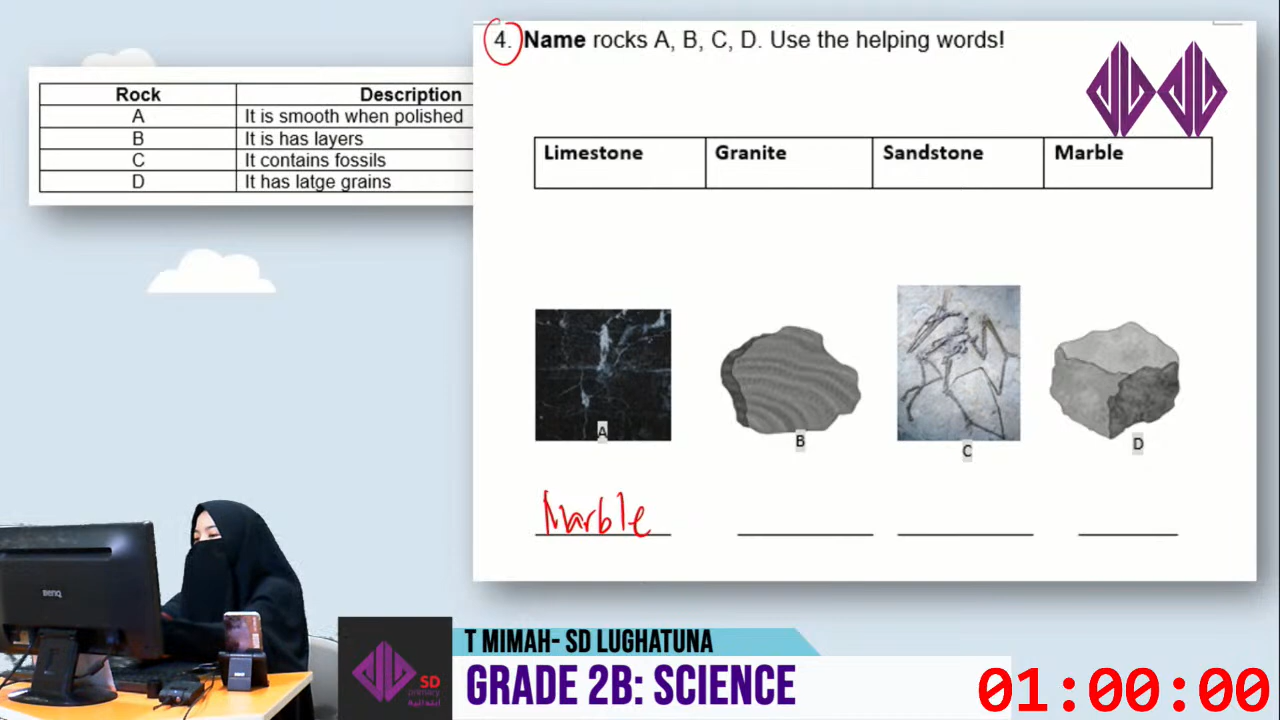 4. Name rocks A, B, C, D. Use the helping words!
Rock Description
A It is smooth when polished
B It is has layers
C It contains fossils
D It has latge grains
Limestone Granite Sandstone Marble
A
B
C
D
Marble
BENQ
T MIMAH- SD LUGHATUNA
GRADE 2B: SCIENCE
SD
primary
ابتدائية
01:00:00